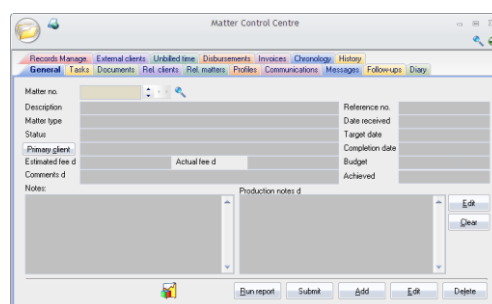 Matter Control Centre
Records Manage. External clients Unbilled time Disbursements Invoices Chronology History
General Tasks Documents Rel. clients Rel. matters Profiles Communications Messages Follow-ups Diary
Matter no.
Description Reference no.
Matter type Date received
Status Target date
Primary client Completion date
Estimated fee d Actual fee d Budget
Comments d Achieved
Notes: Production notes d
Edit
Clear
Run report Submit Add Edit Delete